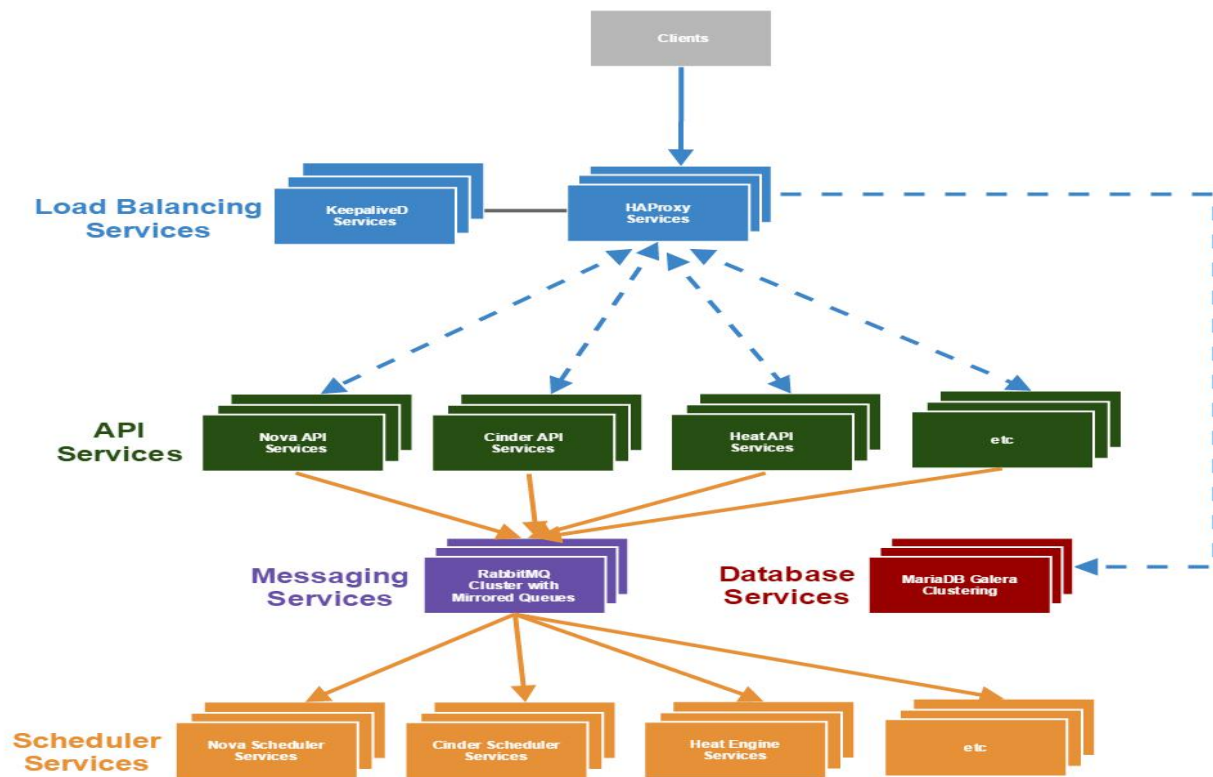 Clients
Load Balancing
Services
KeepaliveD
Services
HAProxy
Services
API
Services
Nova API
Services
Cinder API
Services
Heat API
Services
etc
Messaging
Services
RabbitMQ
Cluster with
Mirrored Queues
Database
Services
MariaDB Galera
Clustering
Scheduler
Services
Nova Scheduler
Services
Cinder Scheduler
Services
Heat Engine
Services
etc